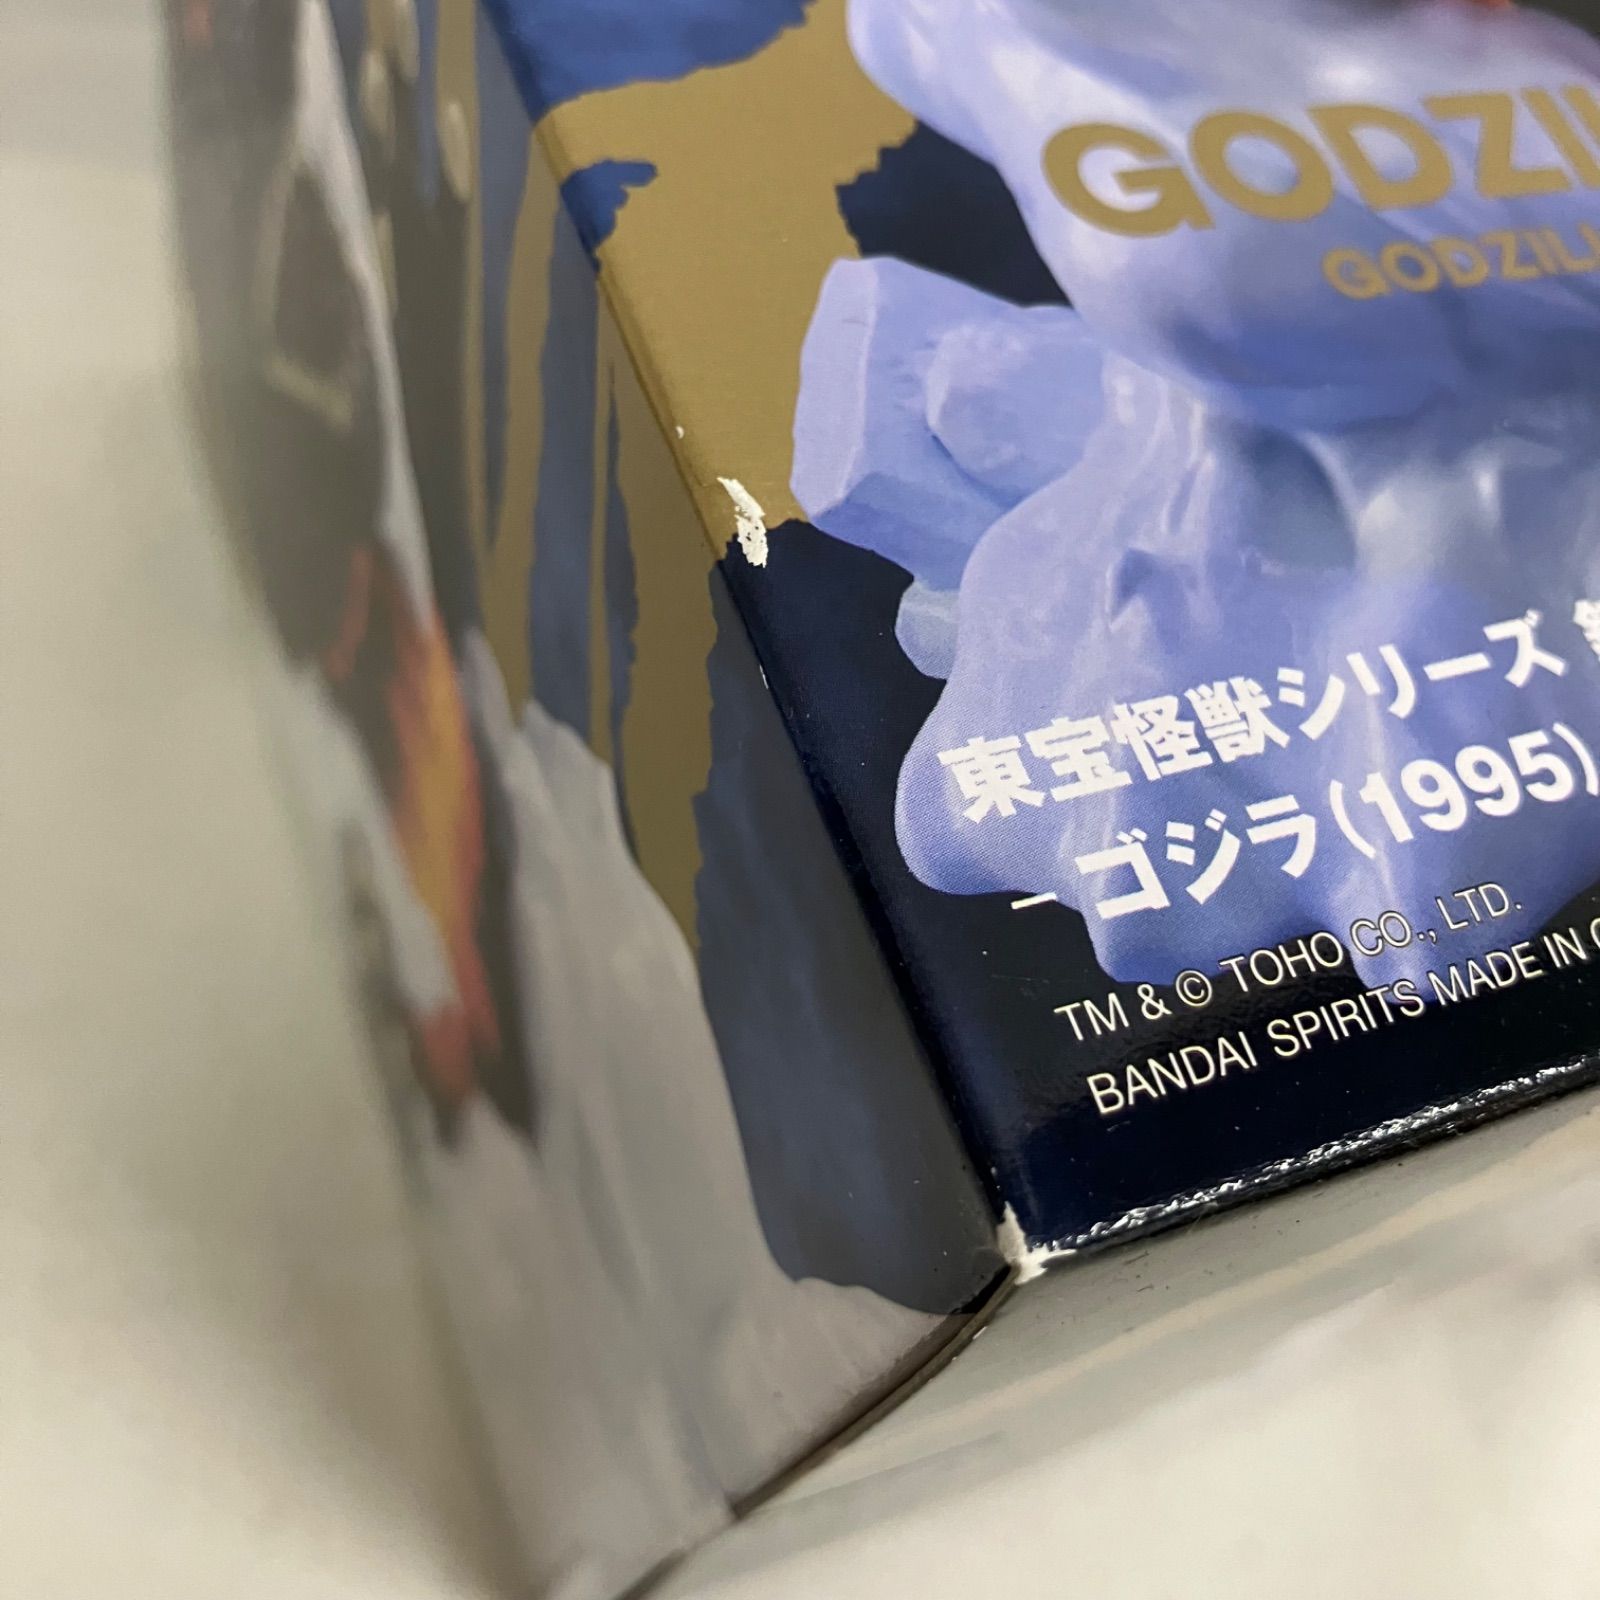 GODZIL
GODZIL
東宝怪獣シリーズ
ゴジラ(1995)
TM & © TOHO CO., LTD.
BANDAI SPIRITS MADE IN